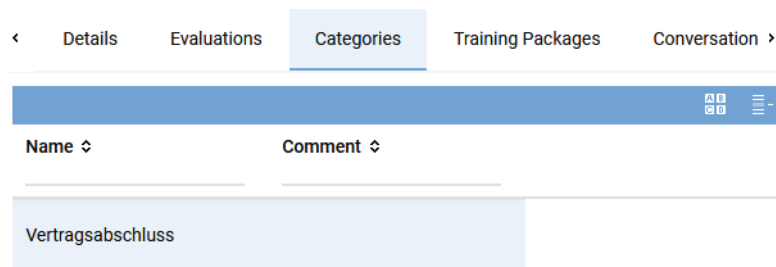 Details Evaluations Categories Training Packages Conversation
A B
C D
Name Comment
Vertragsabschluss